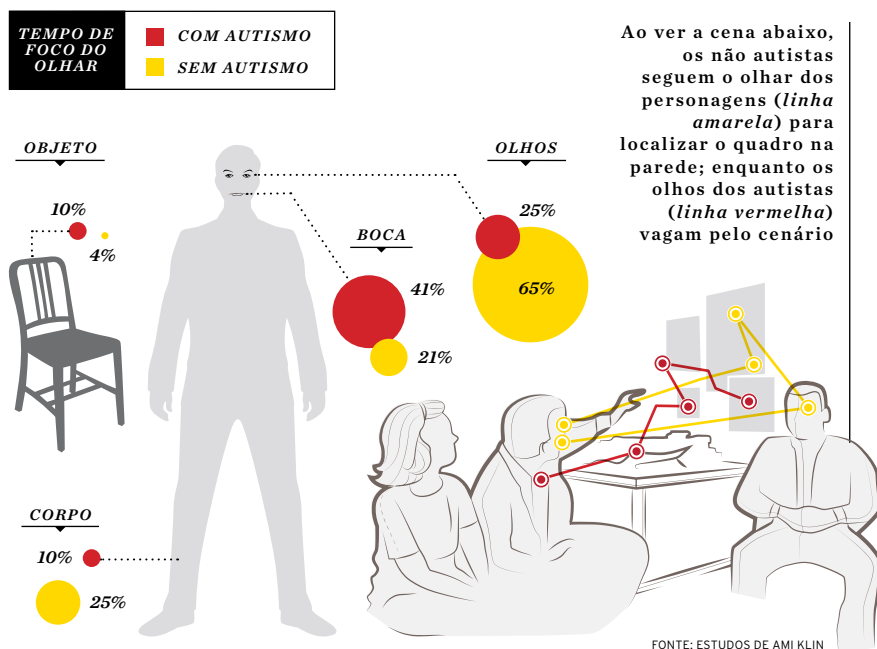 TEMPO DE
FOCO DO
OLHAR
COM AUTISMO
SEM AUTISMO
Ao ver a cena abaixo,
os não autistas
seguem o olhar dos
personagens (linha
amarela) para
localizar o quadro na
parede; enquanto os
olhos dos autistas
(linha vermelha)
vagam pelo cenário
OBJETO
10%
4%
OLHOS
25%
65%
BOCA
41%
21%
CORPO
10%
25%
FONTE: ESTUDOS DE AMI KLIN